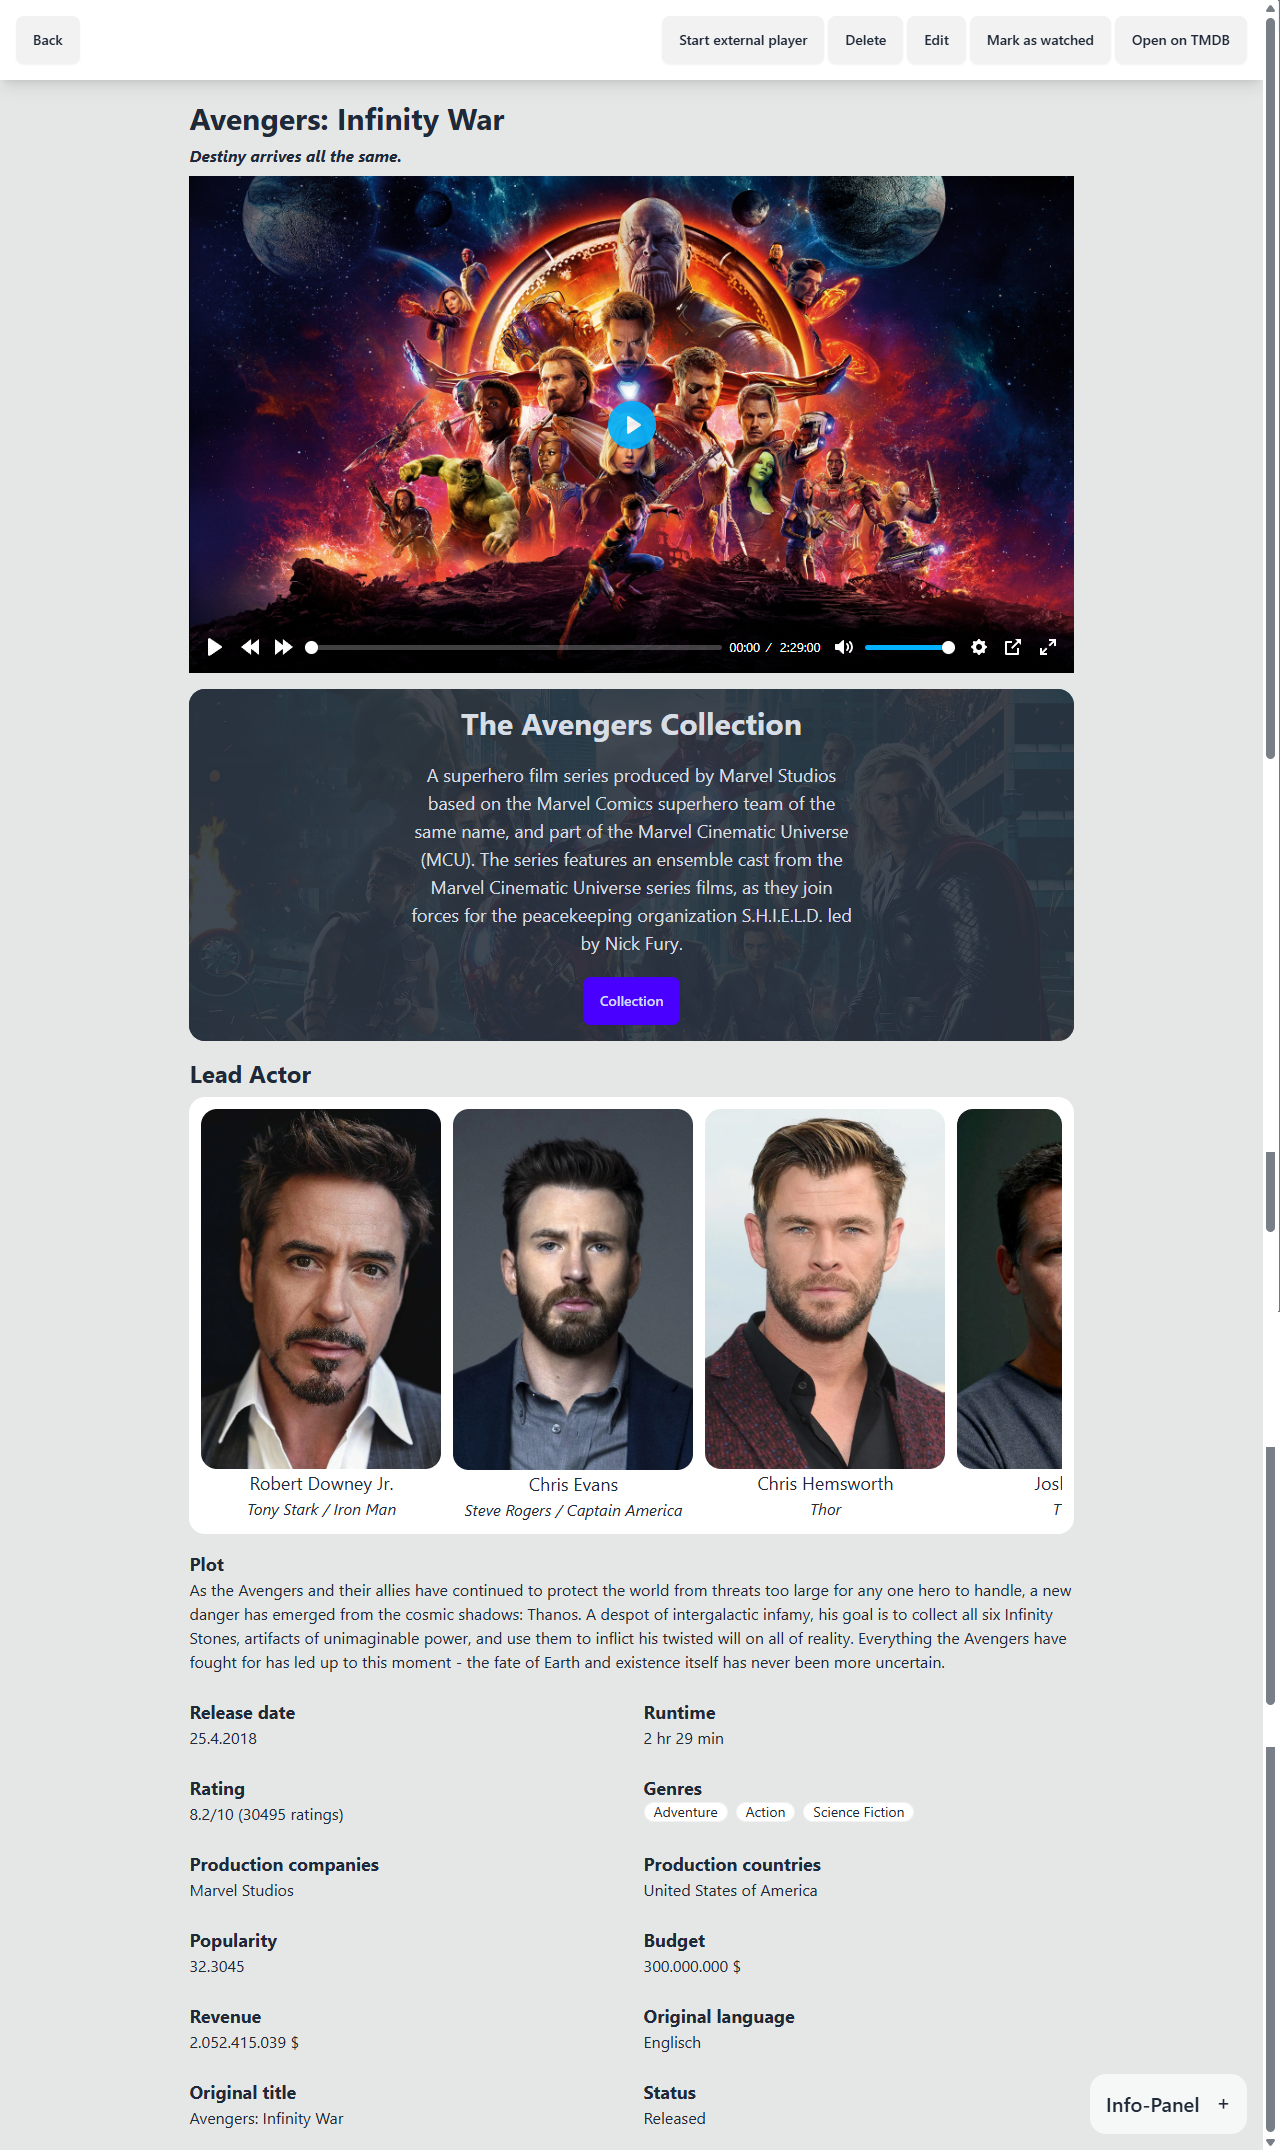 Back
Start external player
Delete
Edit
Mark as watched
Open on TMDB
Avengers: Infinity War
Destiny arrives all the same.
00:00 / 2:29:00
The Avengers Collection
A superhero film series produced by Marvel Studios
based on the Marvel Comics superhero team of the
same name, and part of the Marvel Cinematic Universe
(MCU). The series features an ensemble cast from the
Marvel Cinematic Universe series films, as they join
forces for the peacekeeping organization S.H.I.E.L.D. led
by Nick Fury.
Collection
Lead Actor
Robert Downey Jr.
Tony Stark / Iron Man
Chris Evans
Steve Rogers / Captain America
Chris Hemsworth
Thor
Plot
As the Avengers and their allies have continued to protect the world from threats too large for any one hero to handle, a new
danger has emerged from the cosmic shadows: Thanos. A despot of intergalactic infamy, his goal is to collect all six Infinity
Stones, artifacts of unimaginable power, and use them to inflict his twisted will on all of reality. Everything the Avengers have
fought for has led up to this moment - the fate of Earth and existence itself has never been more uncertain.
Release date
25.4.2018
Runtime
2 hr 29 min
Rating
8.2/10 (30495 ratings)
Genres
Adventure
Action
Science Fiction
Production companies
Marvel Studios
Production countries
United States of America
Popularity
32.3045
Budget
300.000.000 $
Revenue
2.052.415.039 $
Original language
Englisch
Original title
Avengers: Infinity War
Status
Released
Info-Panel +